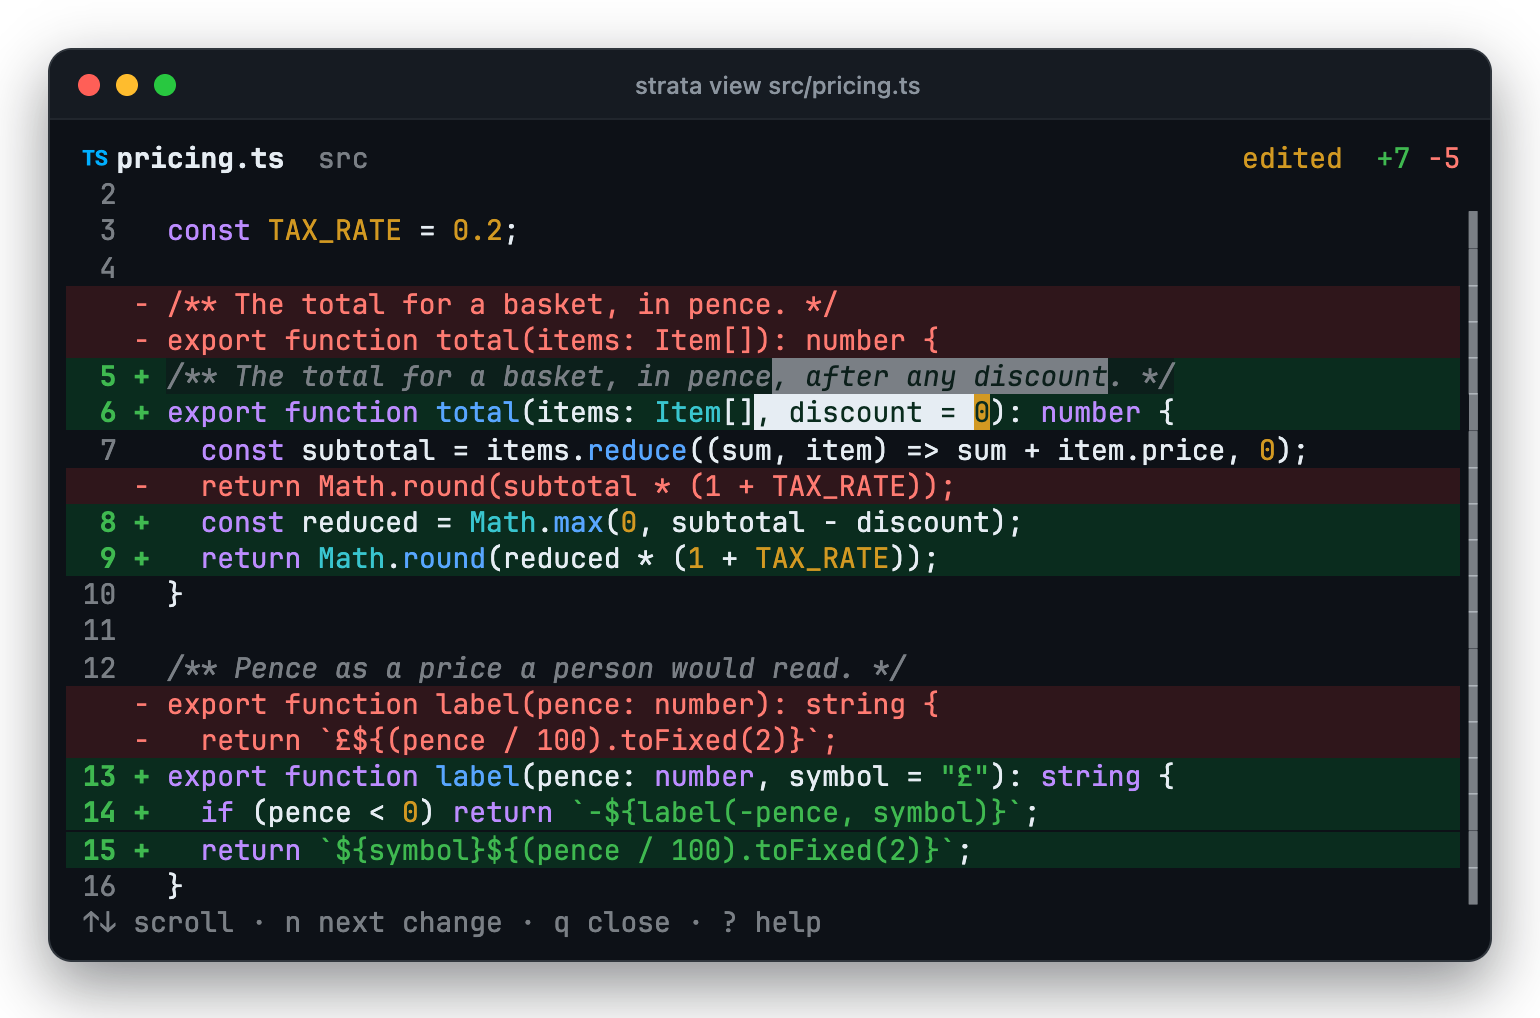 strata view src/pricing.ts
TS pricing.ts  src  edited  +7 -5
2
3   const TAX_RATE = 0.2;
4
  - /** The total for a basket, in pence. */
  - export function total(items: Item[]): number {
5 + /** The total for a basket, in pence, after any discount. */
6 + export function total(items: Item[], discount = 0): number {
7     const subtotal = items.reduce((sum, item) => sum + item.price, 0);
  -   return Math.round(subtotal * (1 + TAX_RATE));
8 +   const reduced = Math.max(0, subtotal - discount);
9 +   return Math.round(reduced * (1 + TAX_RATE));
10   }
11
12   /** Pence as a price a person would read. */
   - export function label(pence: number): string {
   -   return `£${(pence / 100).toFixed(2)}`;
13 + export function label(pence: number, symbol = "£"): string {
14 +   if (pence < 0) return `-${label(-pence, symbol)}`;
15 +   return `${symbol}${(pence / 100).toFixed(2)}`;
16   }
↑↓ scroll · n next change · q close · ? help